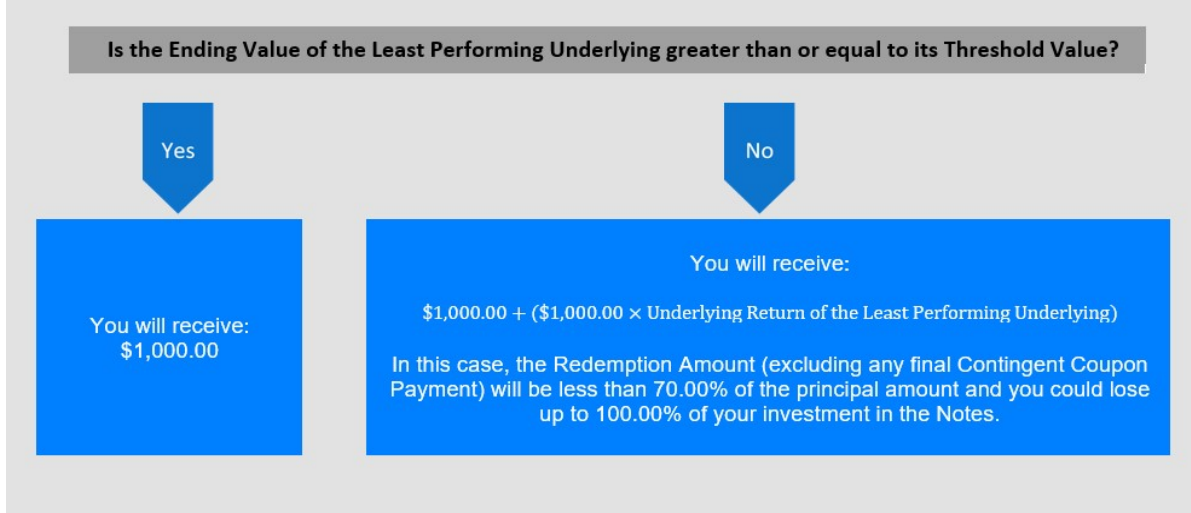 Is the Ending Value of the Least Performing Underlying greater than or equal to its Threshold Value?
Yes
No
You will receive:
$1,000.00
You will receive:
$1,000.00 + ($1,000.00 × Underlying Return of the Least Performing Underlying)
In this case, the Redemption Amount (excluding any final Contingent Coupon
Payment) will be less than 70.00% of the principal amount and you could lose
up to 100.00% of your investment in the Notes.